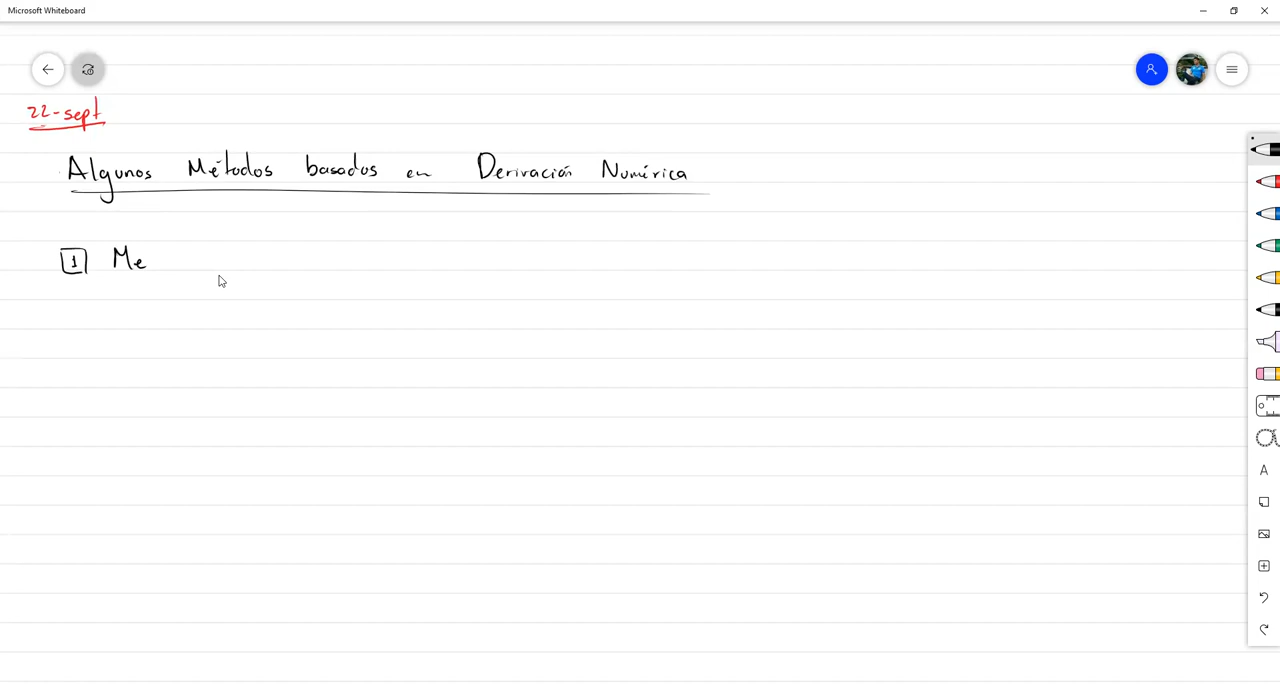 Microsoft Whiteboard
22-sept
Algunos Métodos basados en Derivación Numérica
1 Me
A